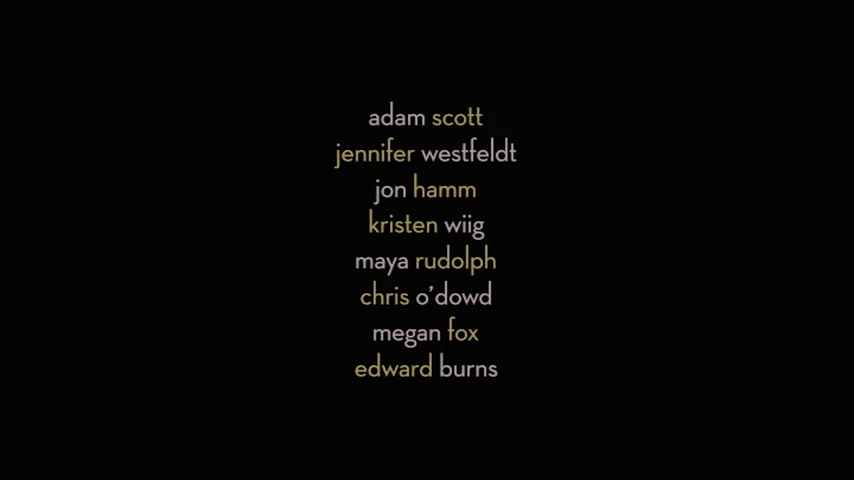 adam scott
jennifer westfeldt
jon hamm
kristen wiig
maya rudolph
chris o'dowd
megan fox
edward burns